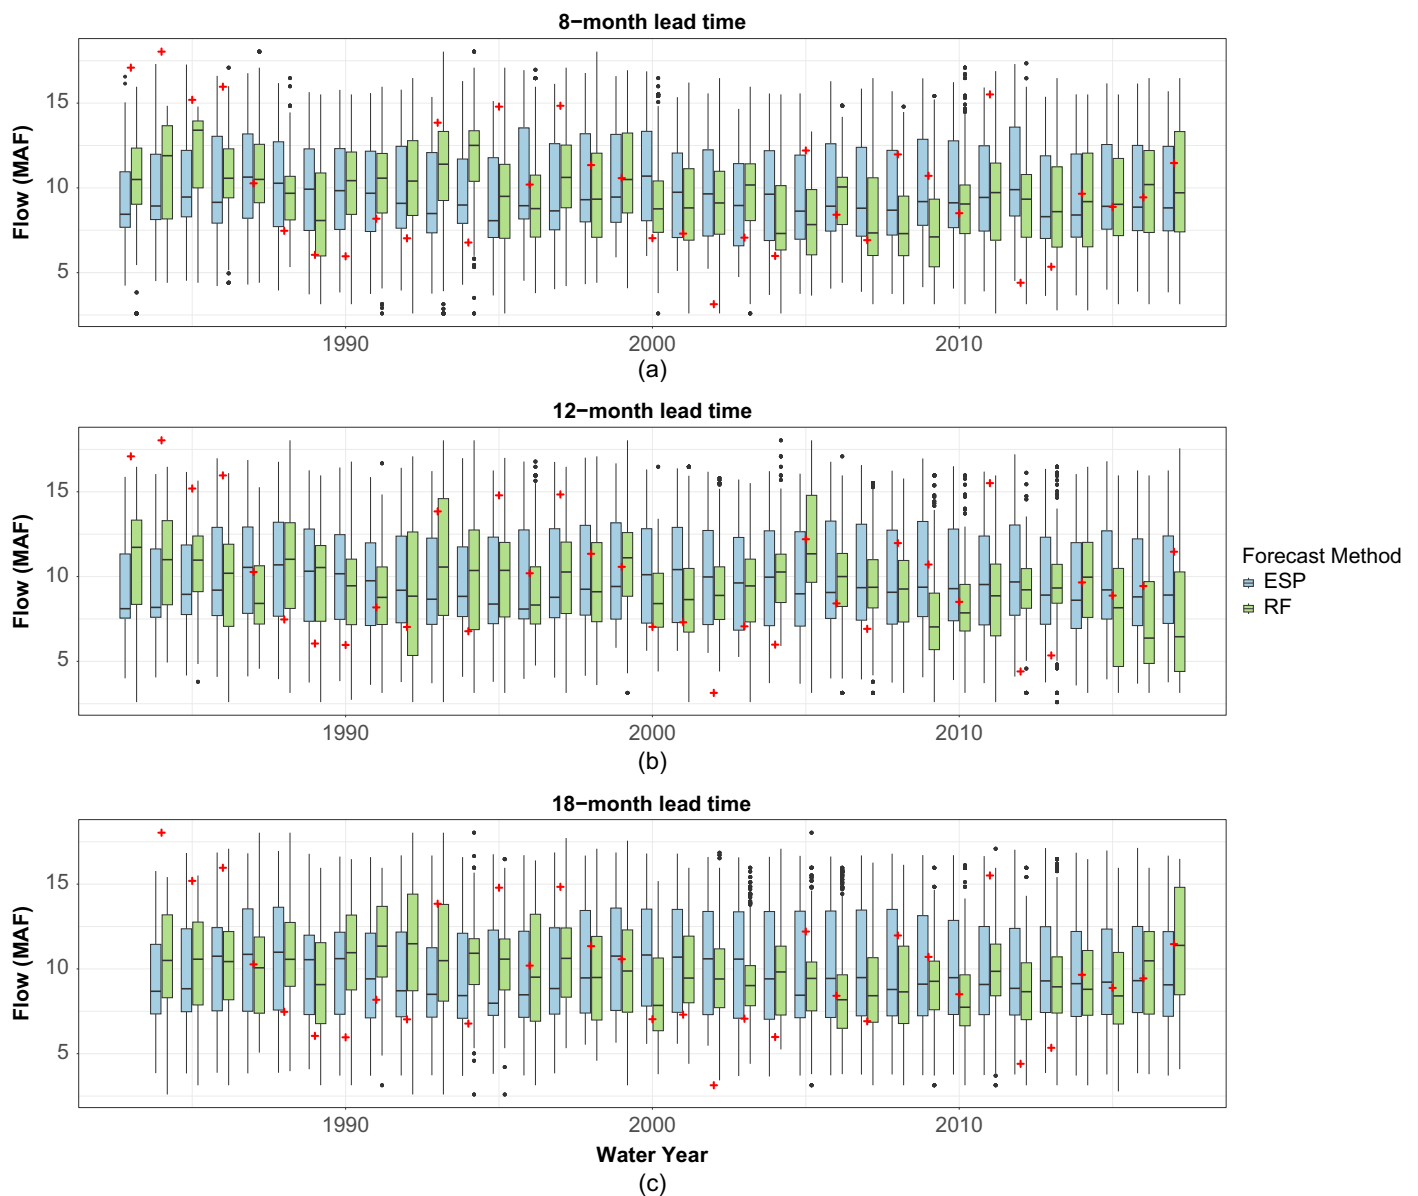 8−month lead time
Flow (MAF)
15
10
5
1990
2000
2010
(a)
12−month lead time
Flow (MAF)
15
10
5
1990
2000
2010
(b)
Forecast Method
ESP
RF
18−month lead time
Flow (MAF)
15
10
5
1990
2000
2010
Water Year
(c)